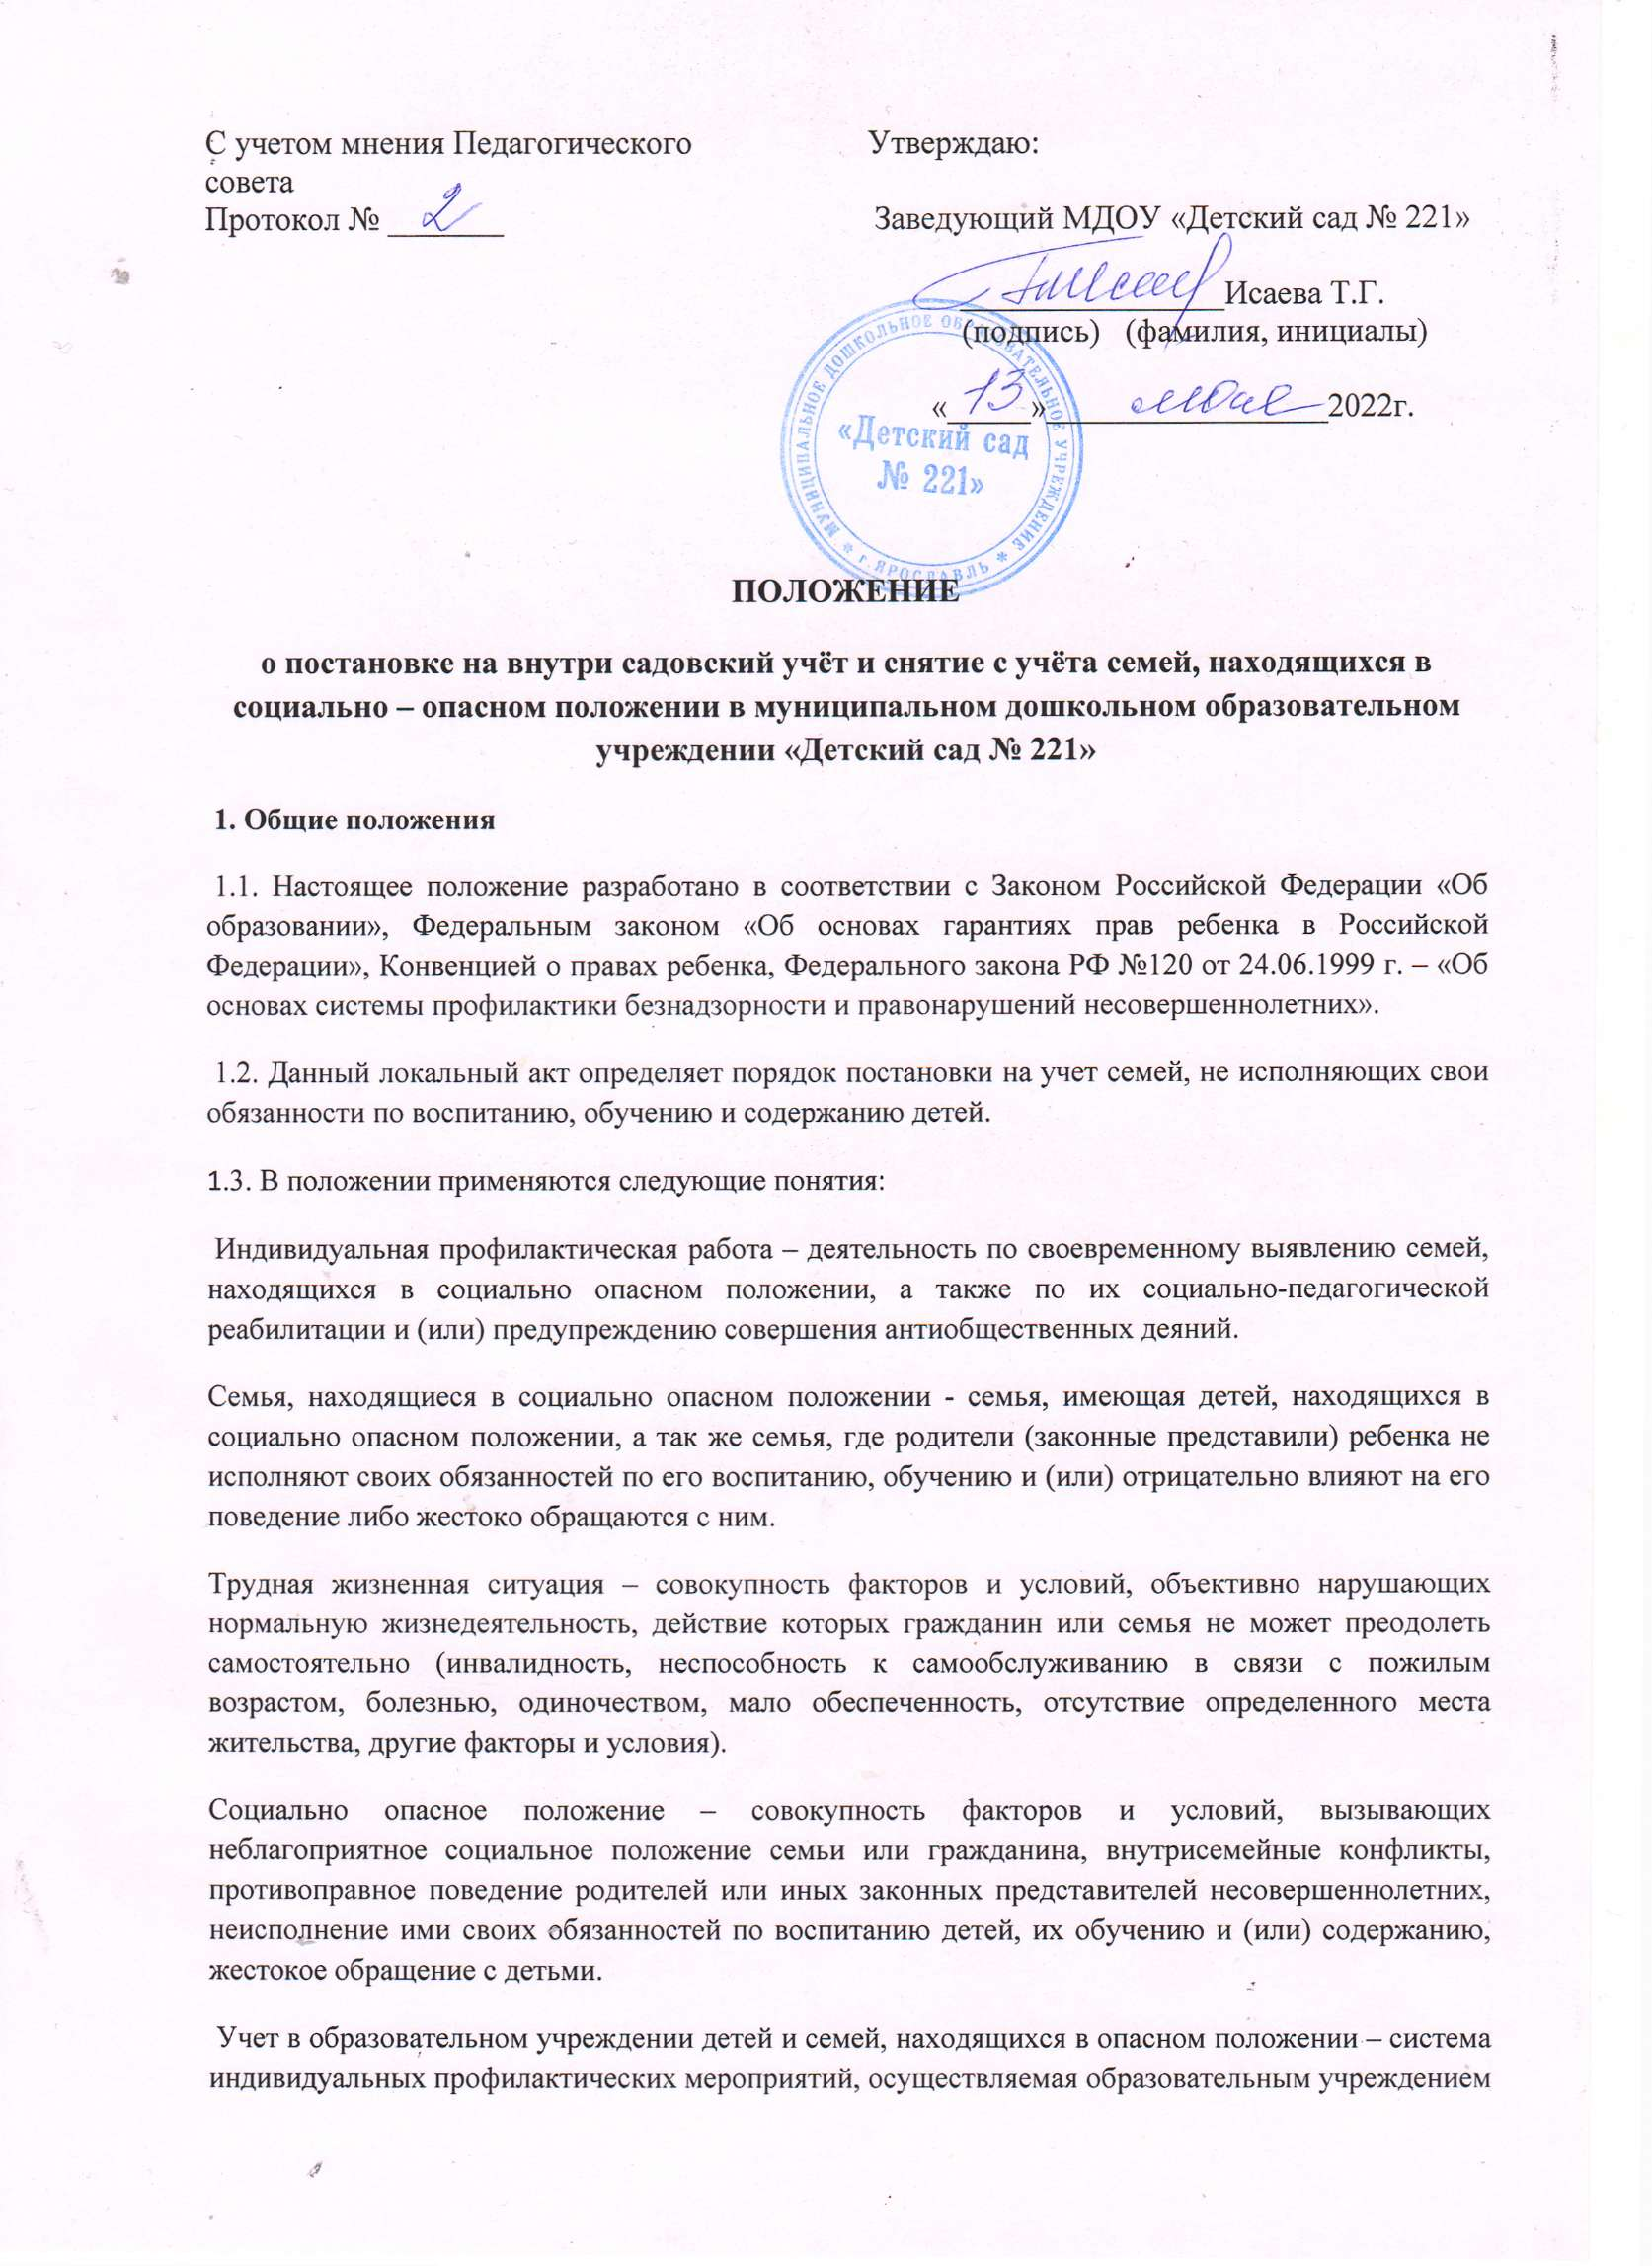 С учетом мнения Педагогического
совета
Протокол № 2
Утверждаю:
Заведующий МДОУ «Детский сад № 221»
Исаева Т.Г.
(подпись) (фамилия, инициалы)
«13» мая 2022г.
МУНИЦИПАЛЬНОЕ ДОШКОЛЬНОЕ ОБРАЗОВАТЕЛЬНОЕ УЧРЕЖДЕНИЕ * г. ЯРОСЛАВЛЬ *
«Детский сад
№ 221»
ПОЛОЖЕНИЕ
о постановке на внутри садовский учёт и снятие с учёта семей, находящихся в
социально – опасном положении в муниципальном дошкольном образовательном
учреждении «Детский сад № 221»
1. Общие положения
1.1. Настоящее положение разработано в соответствии с Законом Российской Федерации «Об
образовании», Федеральным законом «Об основах гарантиях прав ребенка в Российской
Федерации», Конвенцией о правах ребенка, Федерального закона РФ №120 от 24.06.1999 г. – «Об
основах системы профилактики безнадзорности и правонарушений несовершеннолетних».
1.2. Данный локальный акт определяет порядок постановки на учет семей, не исполняющих свои
обязанности по воспитанию, обучению и содержанию детей.
1.3. В положении применяются следующие понятия:
Индивидуальная профилактическая работа – деятельность по своевременному выявлению семей,
находящихся в социально опасном положении, а также по их социально-педагогической
реабилитации и (или) предупреждению совершения антиобщественных деяний.
Семья, находящиеся в социально опасном положении - семья, имеющая детей, находящихся в
социально опасном положении, а так же семья, где родители (законные представили) ребенка не
исполняют своих обязанностей по его воспитанию, обучению и (или) отрицательно влияют на его
поведение либо жестоко обращаются с ним.
Трудная жизненная ситуация – совокупность факторов и условий, объективно нарушающих
нормальную жизнедеятельность, действие которых гражданин или семья не может преодолеть
самостоятельно (инвалидность, неспособность к самообслуживанию в связи с пожилым
возрастом, болезнью, одиночеством, мало обеспеченность, отсутствие определенного места
жительства, другие факторы и условия).
Социально опасное положение – совокупность факторов и условий, вызывающих
неблагоприятное социальное положение семьи или гражданина, внутрисемейные конфликты,
противоправное поведение родителей или иных законных представителей несовершеннолетних,
неисполнение ими своих обязанностей по воспитанию детей, их обучению и (или) содержанию,
жестокое обращение с детьми.
Учет в образовательном учреждении детей и семей, находящихся в опасном положении – система
индивидуальных профилактических мероприятий, осуществляемая образовательным учреждением